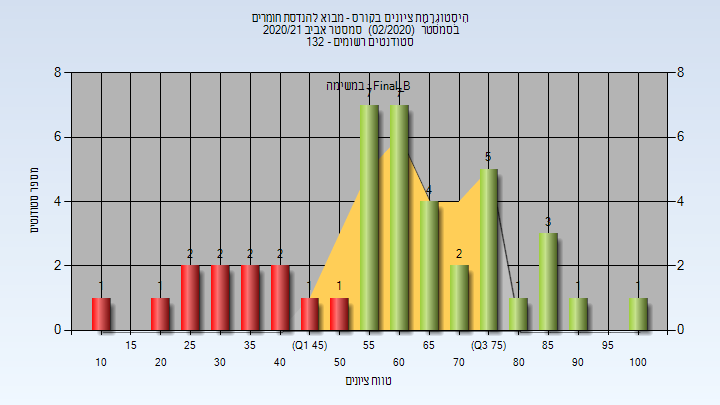 הִיסְטוֹגְרָמַת ציונים בקורס - מבוא להנדסת חומרים
בסמסטר (02/2020) סמסטר אביב 2020/21
סטודנטים רשומים - 132
במשימה: Final_B
8 8
6 6
4 4
2 2
0 0
מספר סטודנטים
1 1 2 2 2 2 1 1 7 7 4 2 5 1 3 1 1
15 25 35 (Q1 45) 55 65 (Q3 75) 85 95
10 20 30 40 50 60 70 80 90 100
טווח ציונים